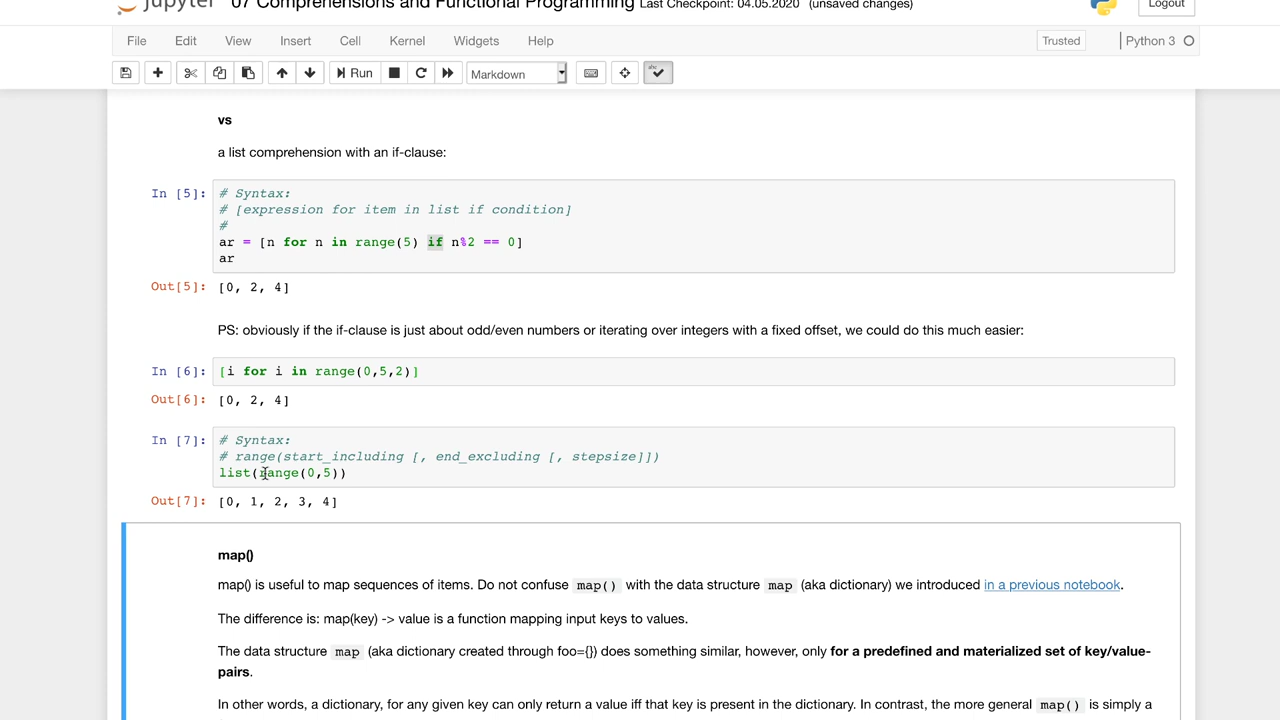 jupyter 07 Comprehensions and Functional Programming Last Checkpoint: 04.05.2020 (unsaved changes) Logout
File Edit View Insert Cell Kernel Widgets Help Trusted Python 3
Run Markdown abc
vs
a list comprehension with an if-clause:
In [5]: # Syntax:
# [expression for item in list if condition]
#
ar = [n for n in range(5) if n%2 == 0]
ar
Out[5]: [0, 2, 4]
PS: obviously if the if-clause is just about odd/even numbers or iterating over integers with a fixed offset, we could do this much easier:
In [6]: [i for i in range(0,5,2)]
Out[6]: [0, 2, 4]
In [7]: # Syntax:
# range(start_including [, end_excluding [, stepsize]])
list(range(0,5))
Out[7]: [0, 1, 2, 3, 4]
map()
map() is useful to map sequences of items. Do not confuse map() with the data structure map (aka dictionary) we introduced in a previous notebook.
The difference is: map(key) -> value is a function mapping input keys to values.
The data structure map (aka dictionary created through foo={}) does something similar, however, only for a predefined and materialized set of key/value-
pairs.
In other words, a dictionary, for any given key can only return a value iff that key is present in the dictionary. In contrast, the more general map() is simply a